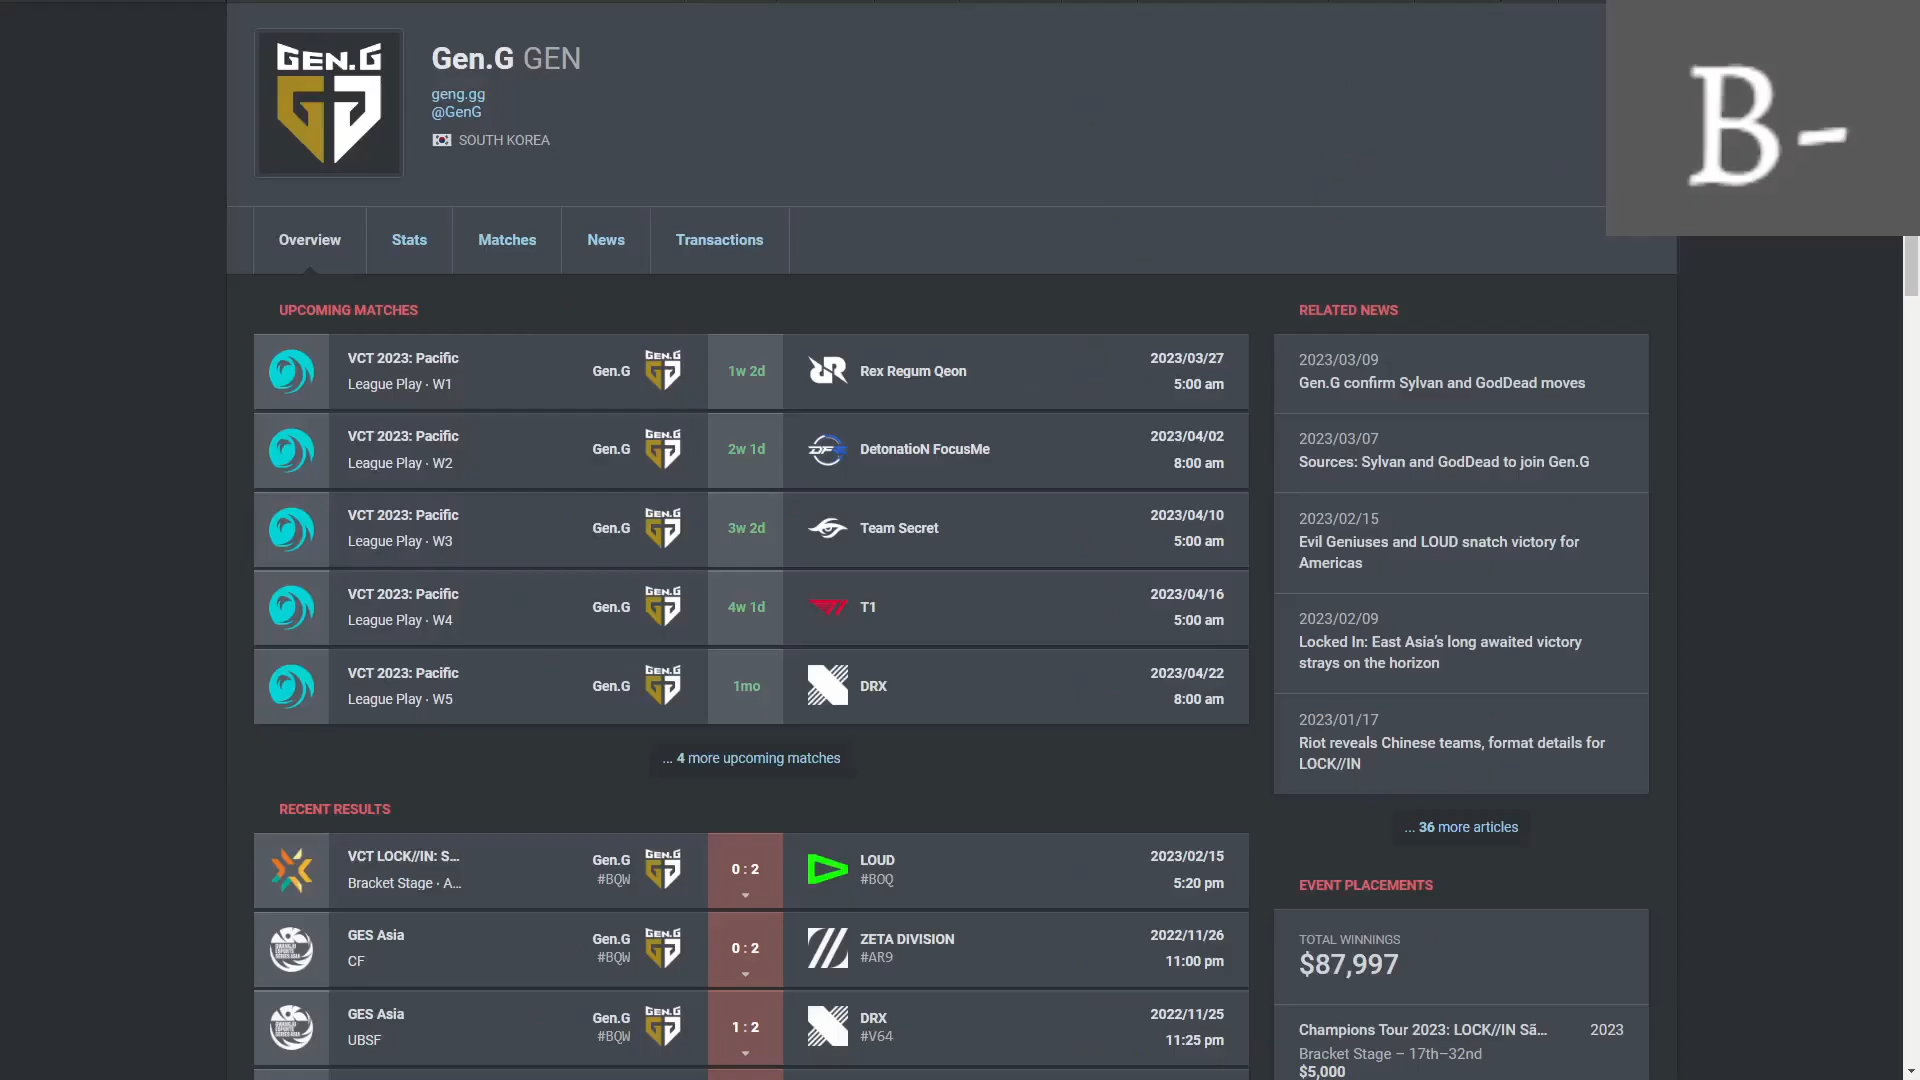 GEN.G
Gen.G GEN
geng.gg
@GenG
SOUTH KOREA
B-
Overview
Stats
Matches
News
Transactions
UPCOMING MATCHES
VCT 2023: Pacific
League Play · W1
Gen.G
GEN.G
1w 2d
Rex Regum Qeon
2023/03/27
5:00 am
VCT 2023: Pacific
League Play · W2
Gen.G
GEN.G
2w 1d
DetonatioN FocusMe
2023/04/02
8:00 am
VCT 2023: Pacific
League Play · W3
Gen.G
GEN.G
3w 2d
Team Secret
2023/04/10
5:00 am
VCT 2023: Pacific
League Play · W4
Gen.G
GEN.G
4w 1d
T1
2023/04/16
5:00 am
VCT 2023: Pacific
League Play · W5
Gen.G
GEN.G
1mo
DRX
2023/04/22
8:00 am
... 4 more upcoming matches
RECENT RESULTS
VCT LOCK//IN: S...
Bracket Stage · A...
Gen.G
#BQW
GEN.G
0 : 2
LOUD
#BOQ
2023/02/15
5:20 pm
GES Asia
CF
Gen.G
#BQW
GEN.G
0 : 2
ZETA DIVISION
#AR9
2022/11/26
11:00 pm
GES Asia
UBSF
Gen.G
#BQW
GEN.G
1 : 2
DRX
#V64
2022/11/25
11:25 pm
RELATED NEWS
2023/03/09
Gen.G confirm Sylvan and GodDead moves
2023/03/07
Sources: Sylvan and GodDead to join Gen.G
2023/02/15
Evil Geniuses and LOUD snatch victory for
Americas
2023/02/09
Locked In: East Asia's long awaited victory
strays on the horizon
2023/01/17
Riot reveals Chinese teams, format details for
LOCK//IN
... 36 more articles
EVENT PLACEMENTS
TOTAL WINNINGS
$87,997
Champions Tour 2023: LOCK//IN Sã...
2023
Bracket Stage – 17th–32nd
$5,000